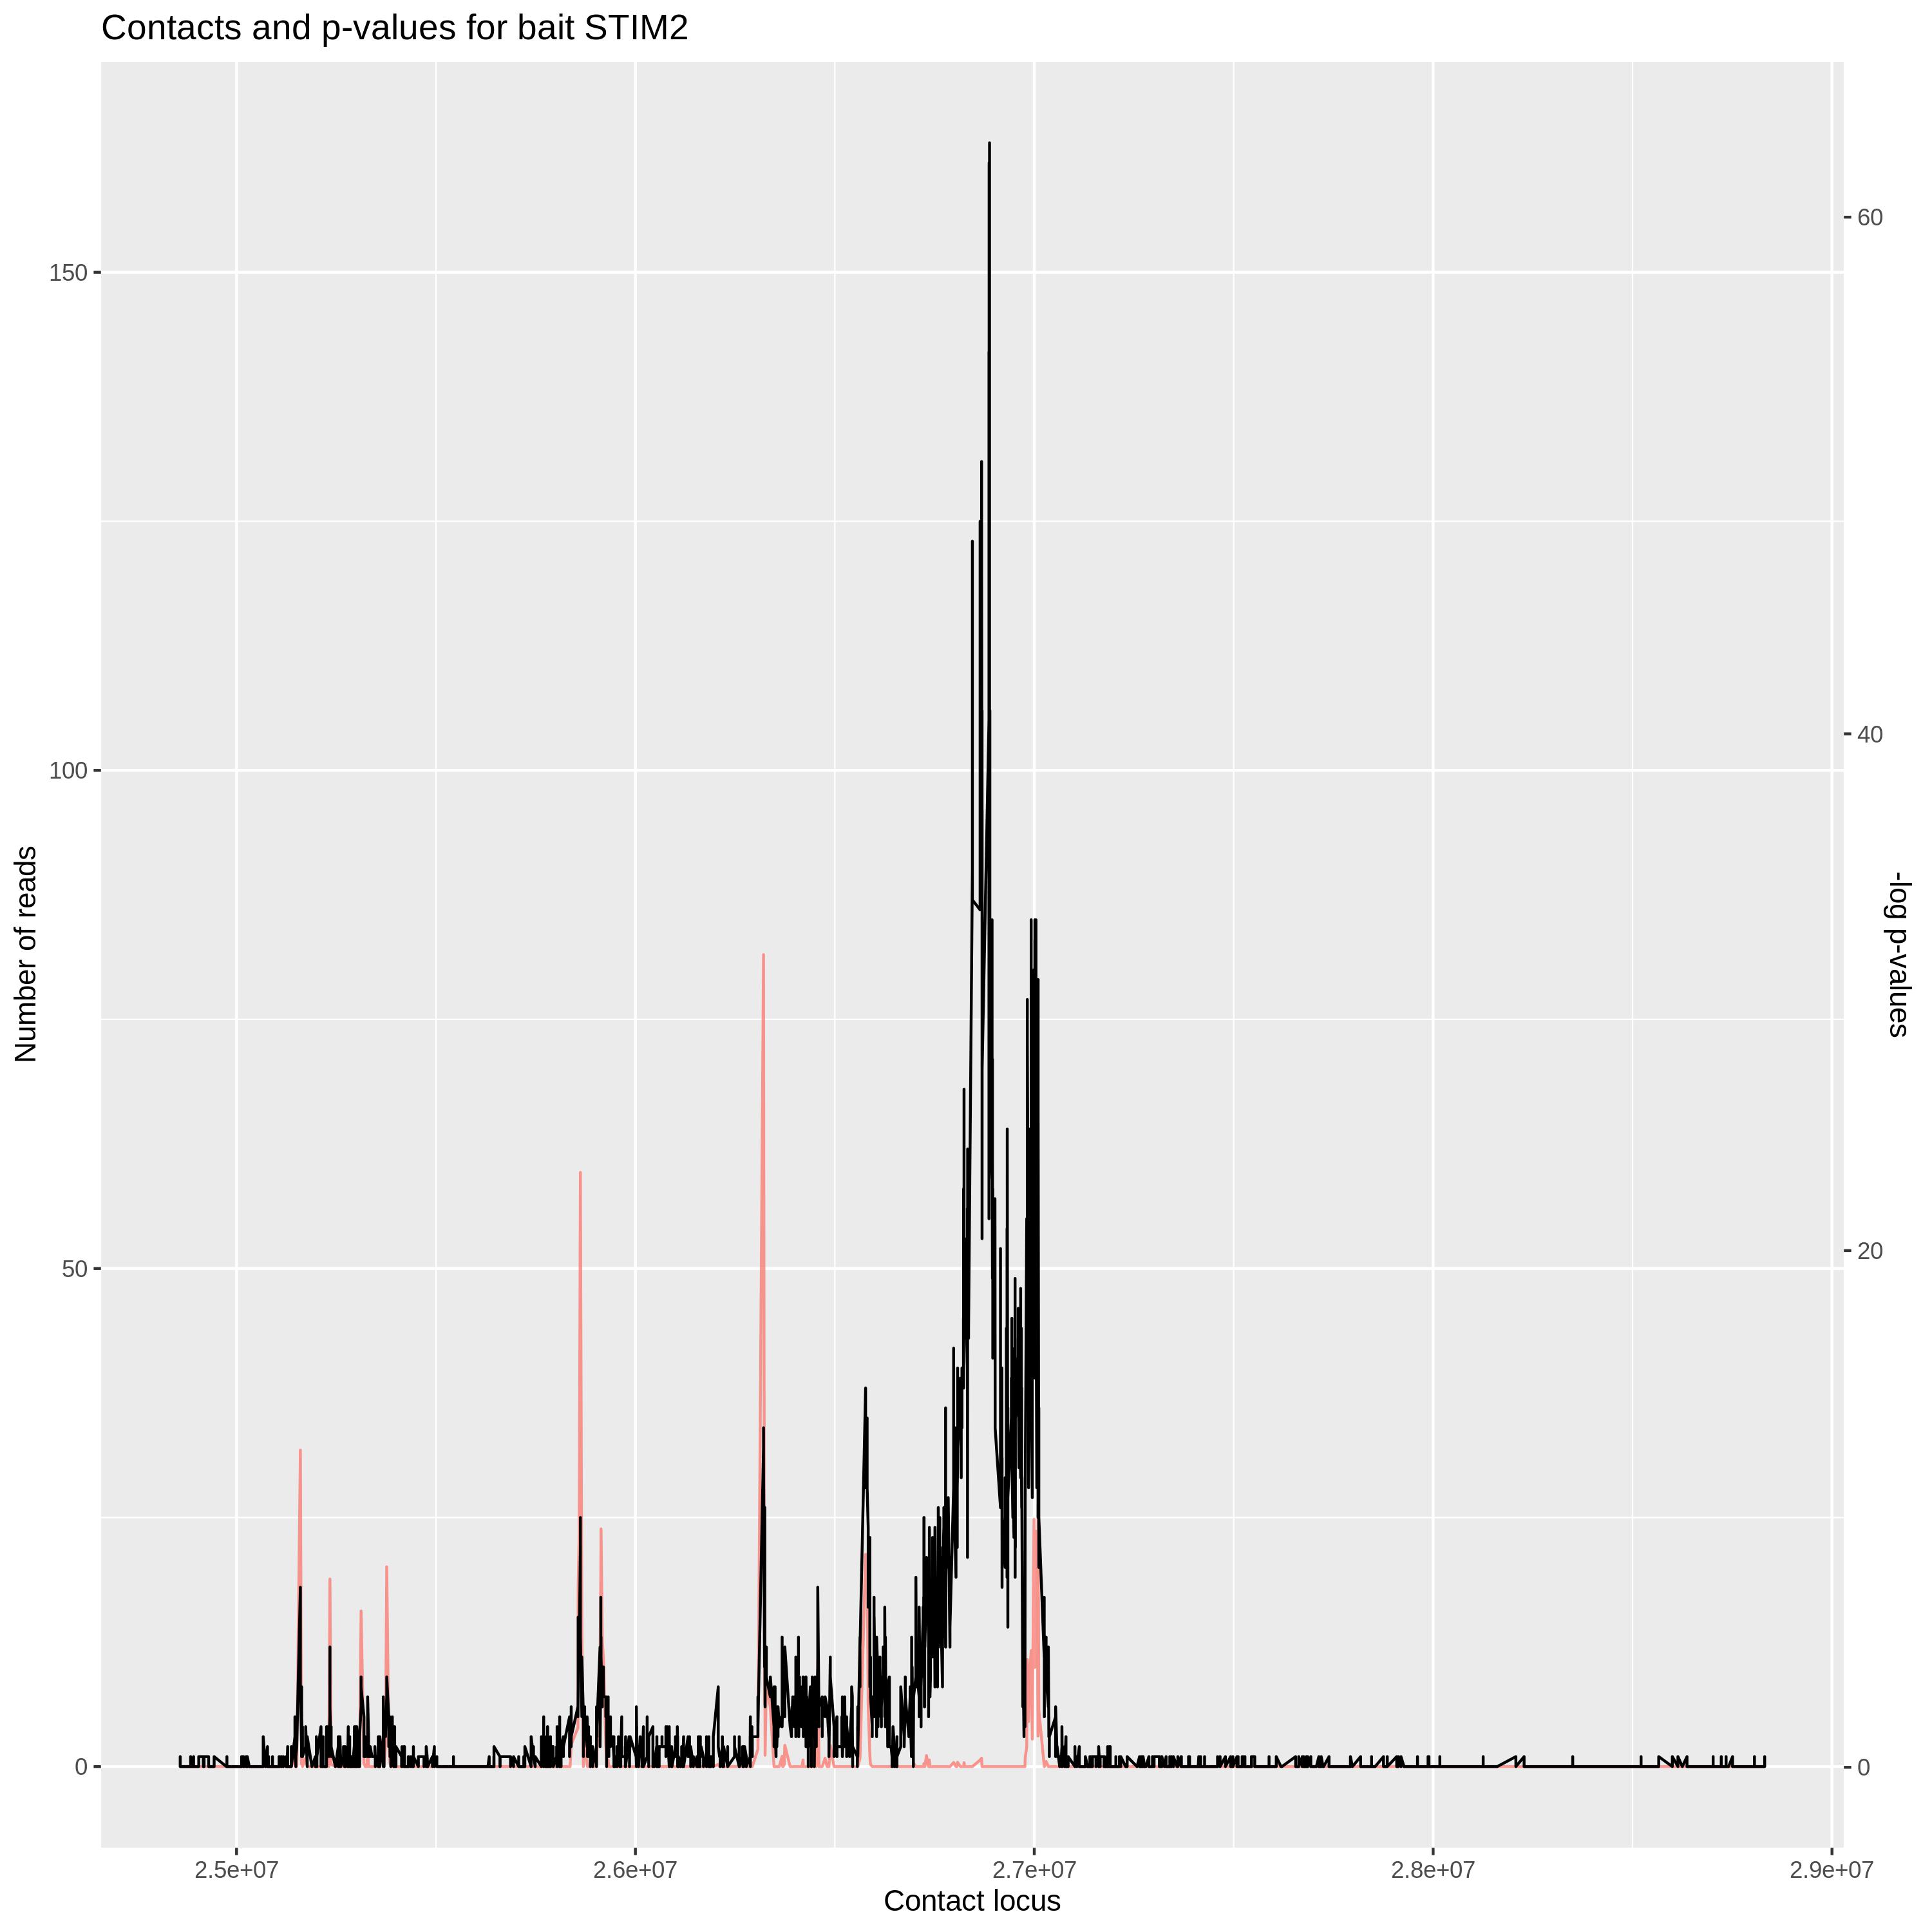 Contacts and p-values for bait STIM2
150
100
50
0
Number of reads
60
40
20
0
-log p-values
2.5e+07
2.6e+07
2.7e+07
2.8e+07
2.9e+07
Contact locus